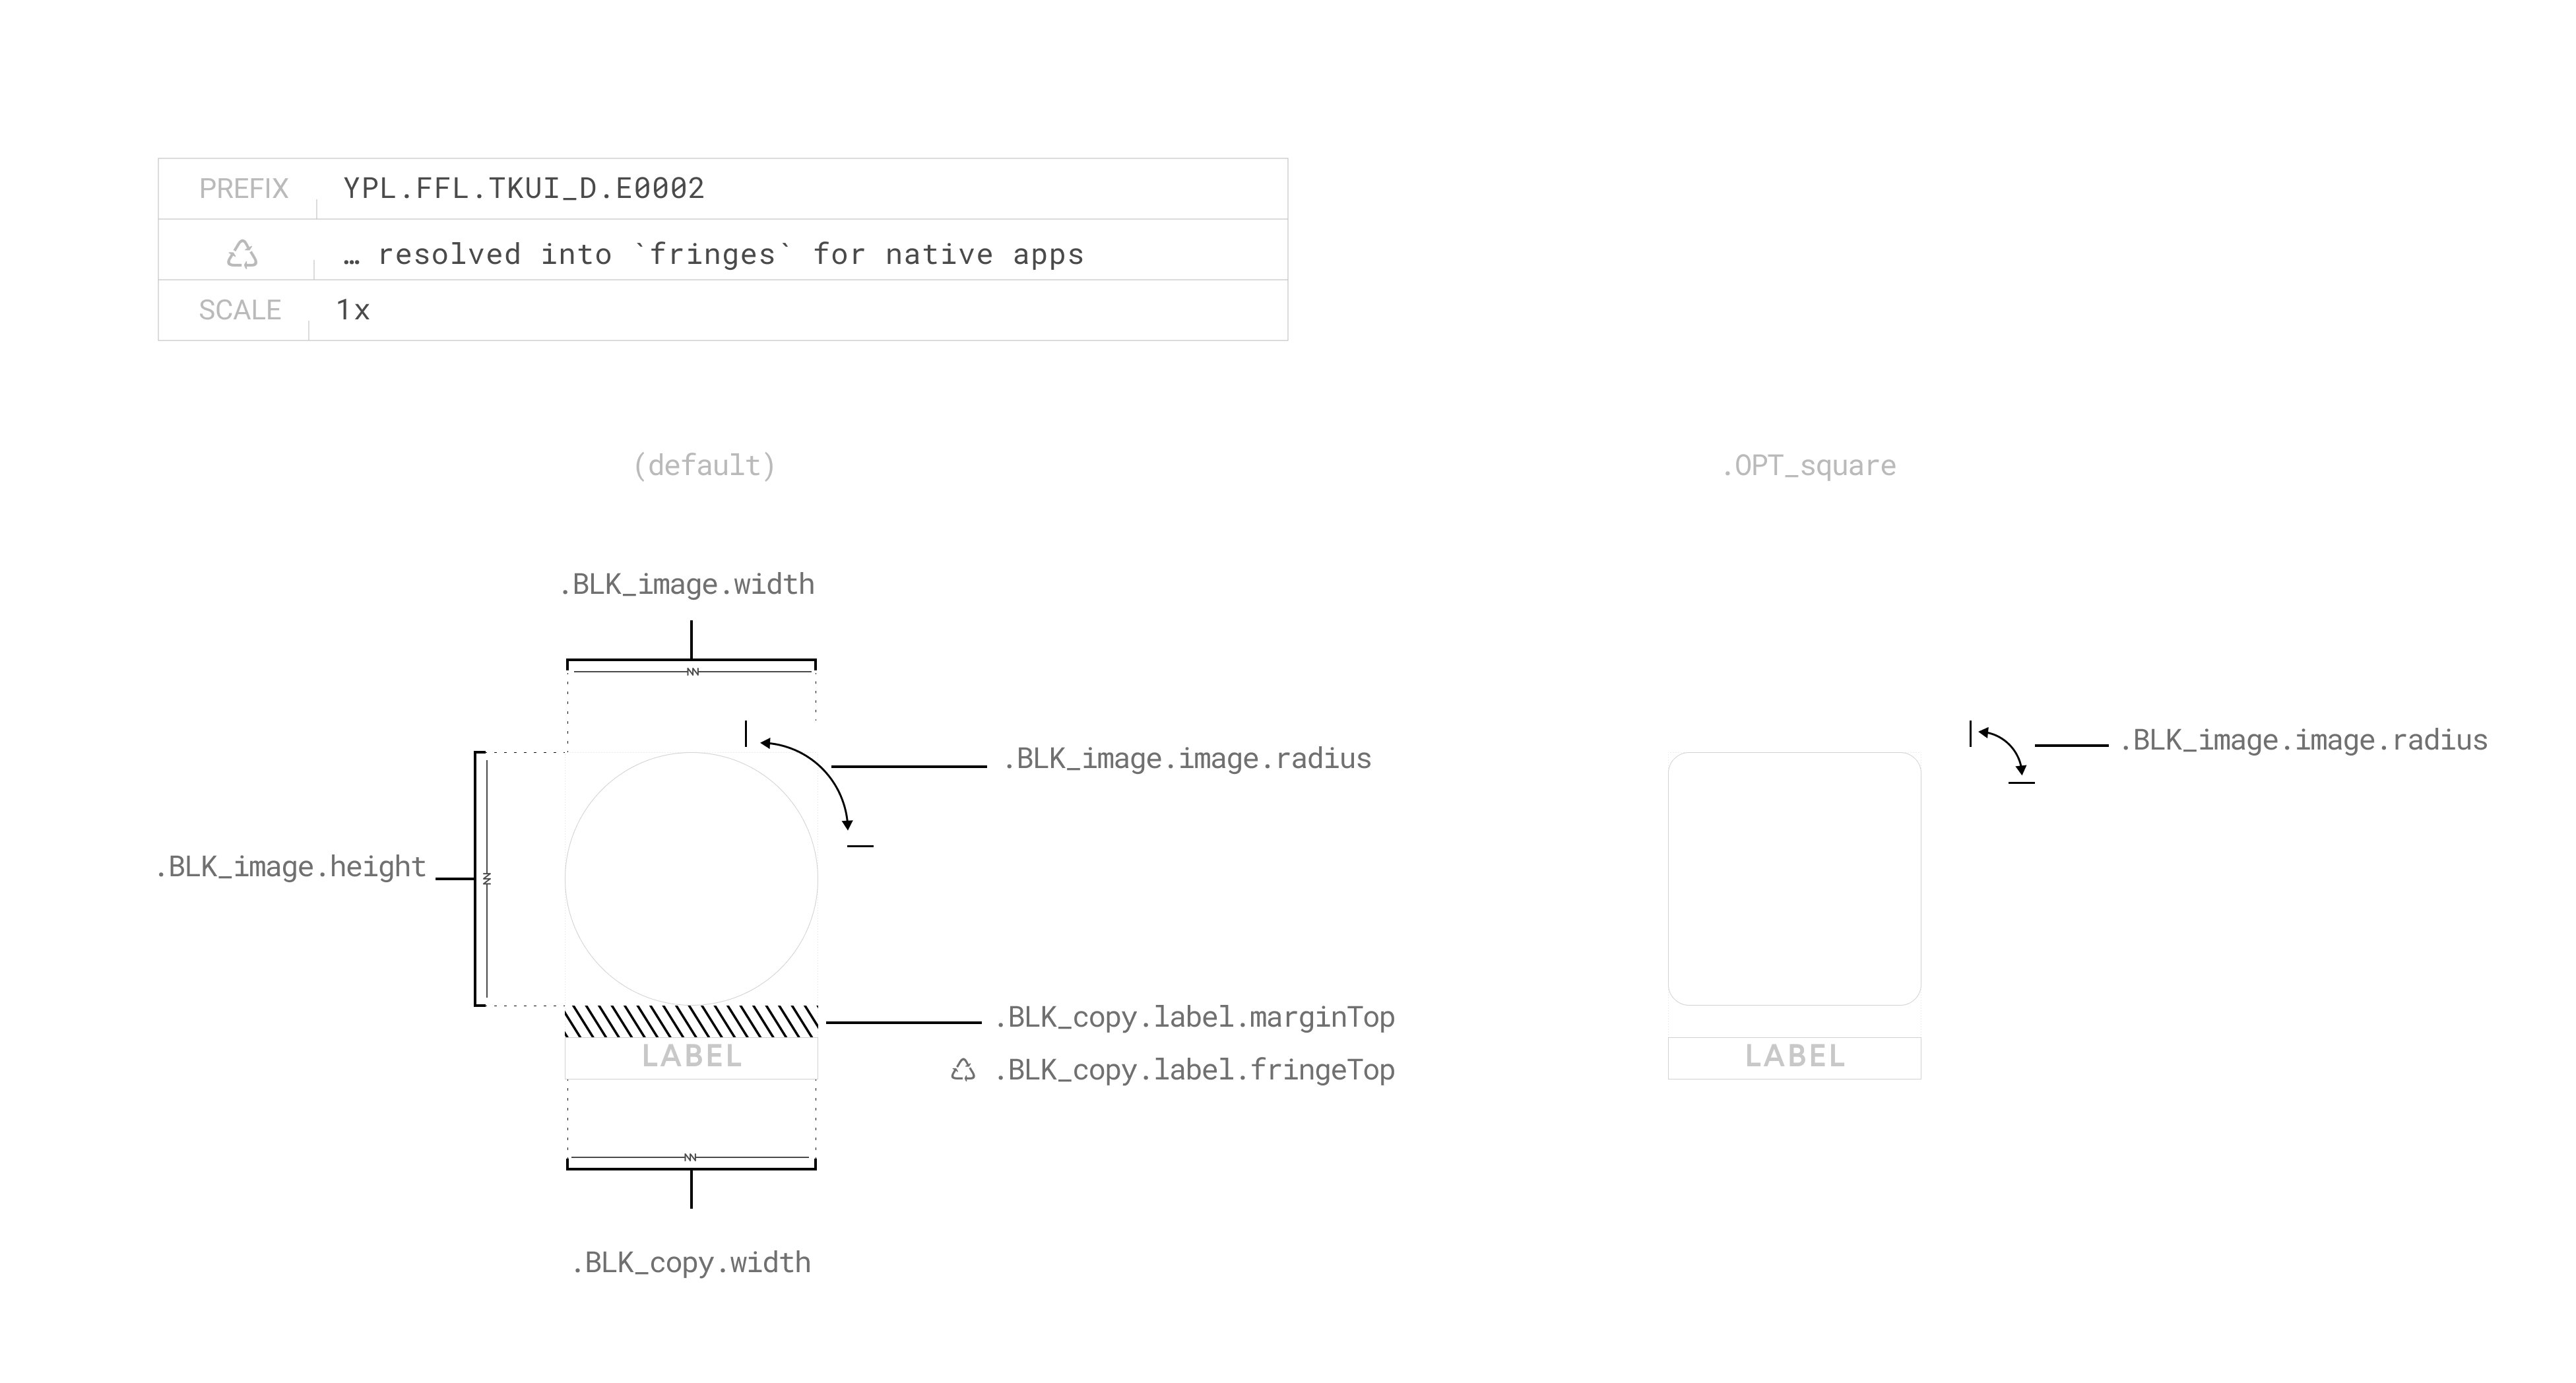 PREFIX YPL.FFL.TKUI_D.E0002
… resolved into `fringes` for native apps
SCALE 1x
(default)
.OPT_square
.BLK_image.width
.BLK_image.image.radius
.BLK_image.image.radius
.BLK_image.height
.BLK_copy.label.marginTop
LABEL
LABEL
.BLK_copy.label.fringeTop
.BLK_copy.width